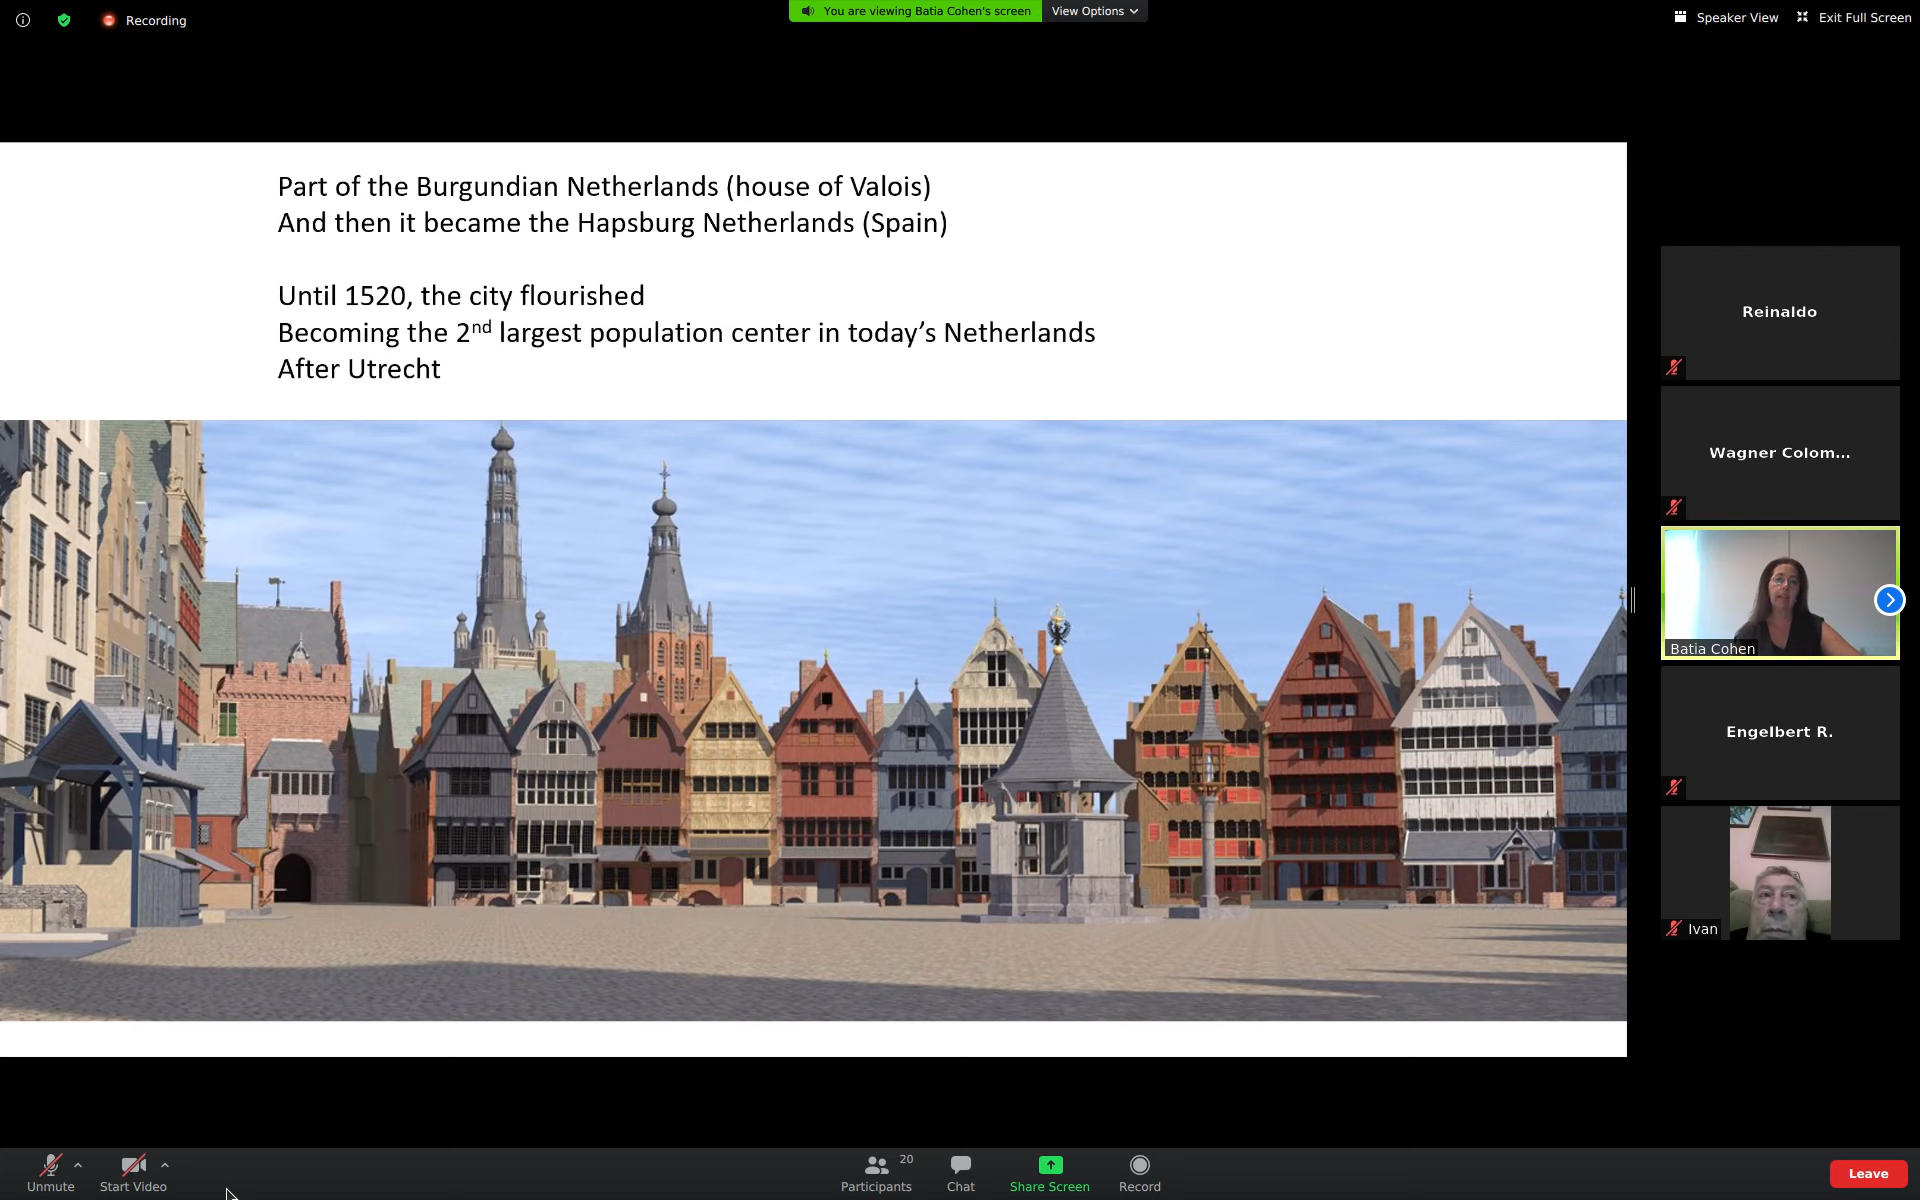 Recording
You are viewing Batia Cohen's screen
View Options
Speaker View
Exit Full Screen
Part of the Burgundian Netherlands (house of Valois)
And then it became the Hapsburg Netherlands (Spain)
Until 1520, the city flourished
Becoming the 2nd largest population center in today’s Netherlands
After Utrecht
Reinaldo
Wagner Colom...
Batia Cohen
Engelbert R.
Ivan
Unmute
Start Video
Participants
20
Chat
Share Screen
Record
Leave